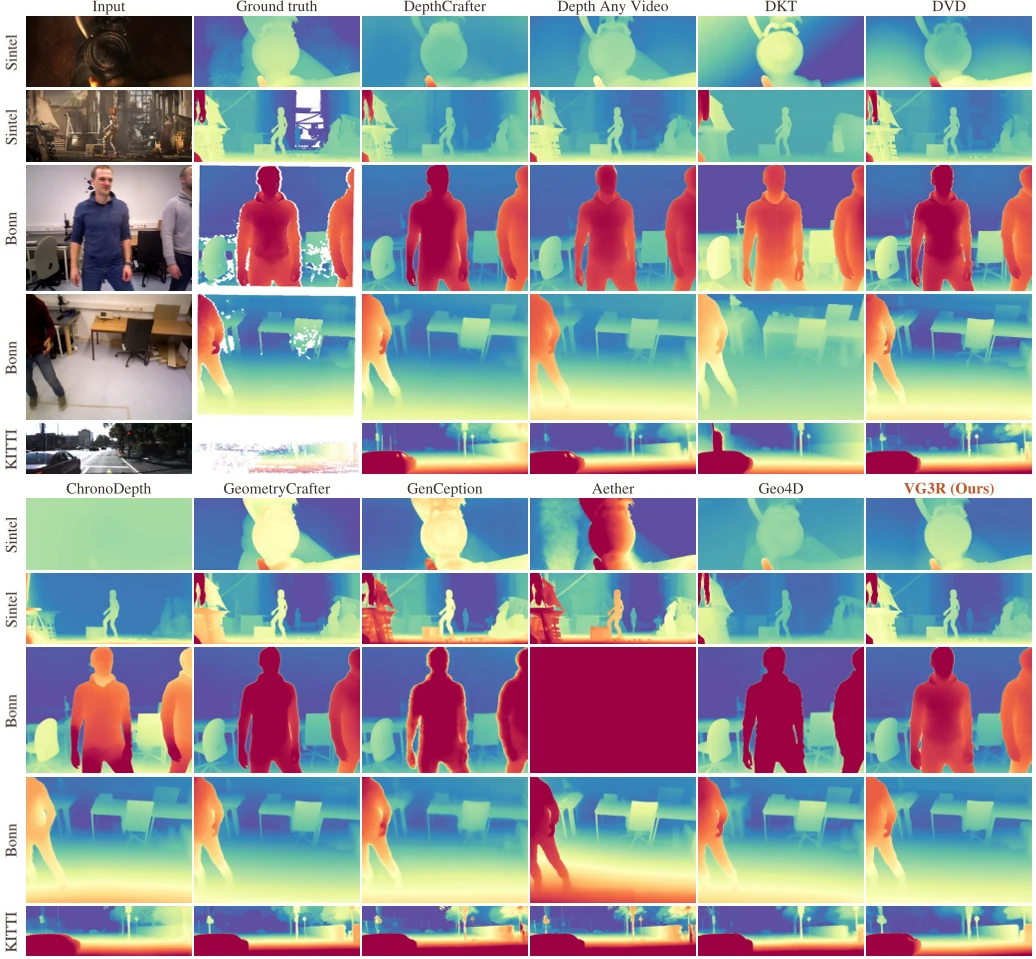 Input Ground truth DepthCrafter Depth Any Video DKT DVD
Sintel
Sintel
Bonn
Bonn
KITTI
ChronoDepth GeometryCrafter GenCeption Aether Geo4D VG3R (Ours)
Sintel
Sintel
Bonn
Bonn
KITTI